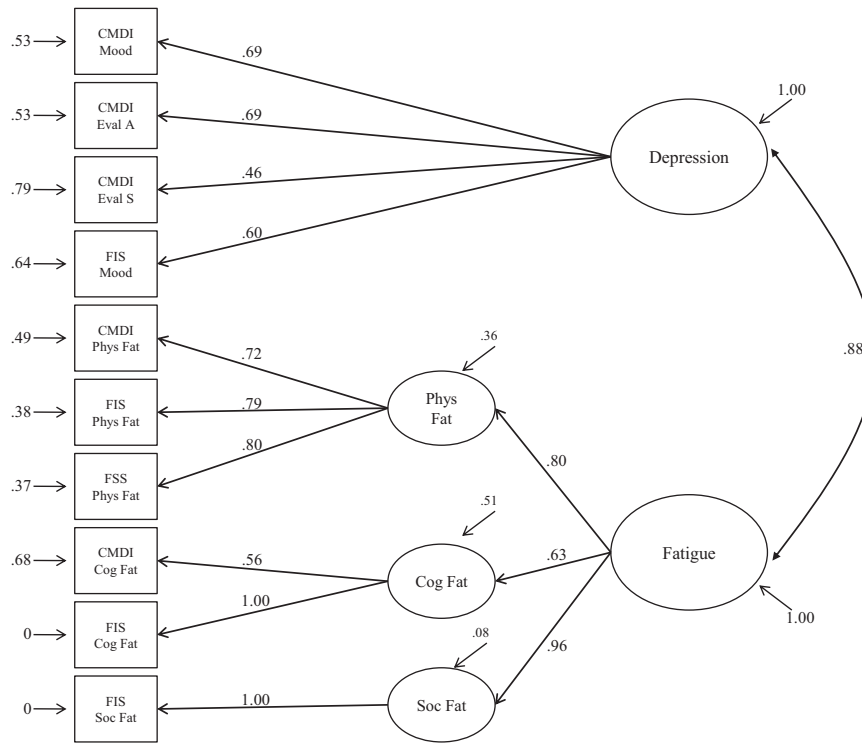 .53
CMDI
Mood
.69
1.00
.53
CMDI
Eval A
.69
Depression
.79
CMDI
Eval S
.46
.64
FIS
Mood
.60
.49
CMDI
Phys Fat
.72
.36
.88
.38
FIS
Phys Fat
.79
Phys
Fat
.37
FSS
Phys Fat
.80
.80
.51
.68
CMDI
Cog Fat
.56
Cog Fat
.63
Fatigue
0
FIS
Cog Fat
1.00
.08
1.00
.96
0
FIS
Soc Fat
1.00
Soc Fat